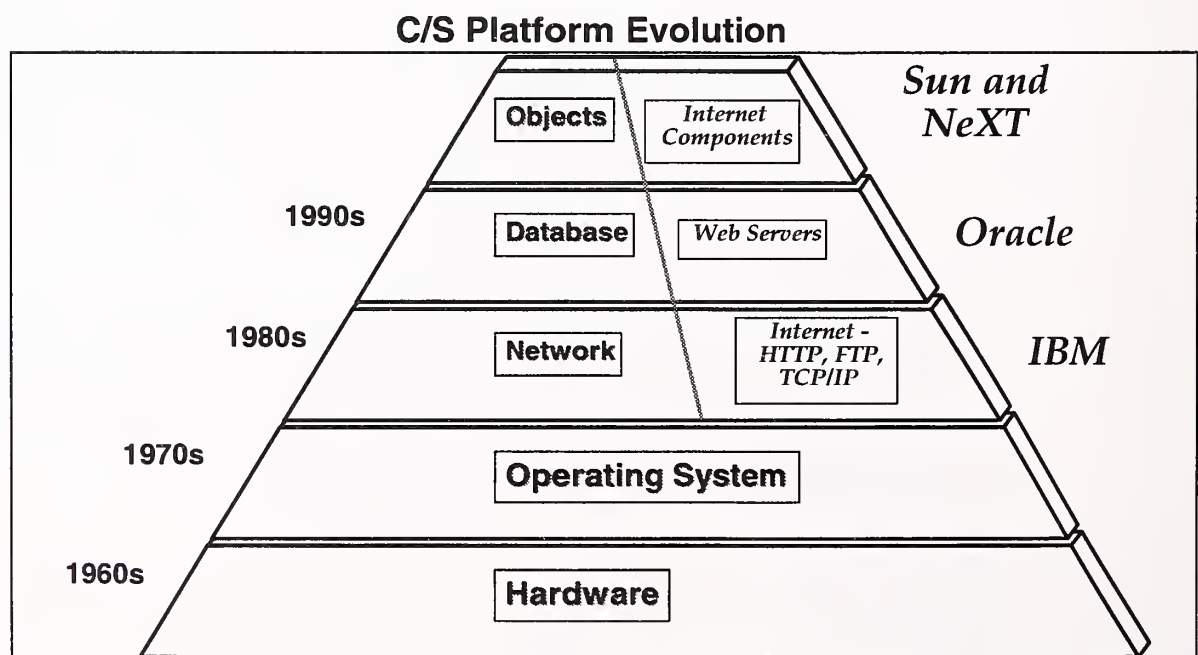 C/S Platform Evolution
Sun and
NeXT
Objects
Internet
Components
1990s
Database
Web Servers
Oracle
1980s
Network
Internet -
HTTP, FTP,
TCP/IP
IBM
1970s
Operating System
1960s
Hardware